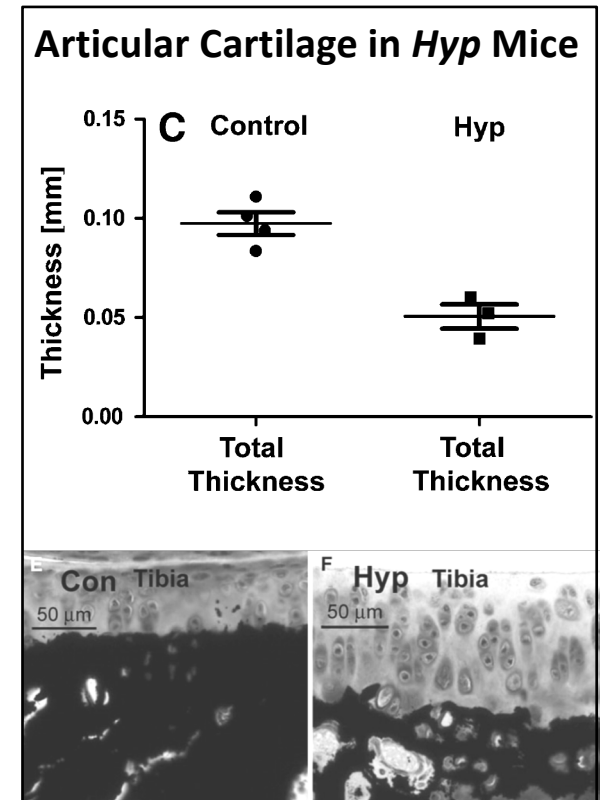 Articular Cartilage in Hyp Mice
C Control Hyp
Thickness [mm]
0.15
0.10
0.05
0.00
Total Thickness
Total Thickness
E Con Tibia
50 µm
F Hyp Tibia
50 µm